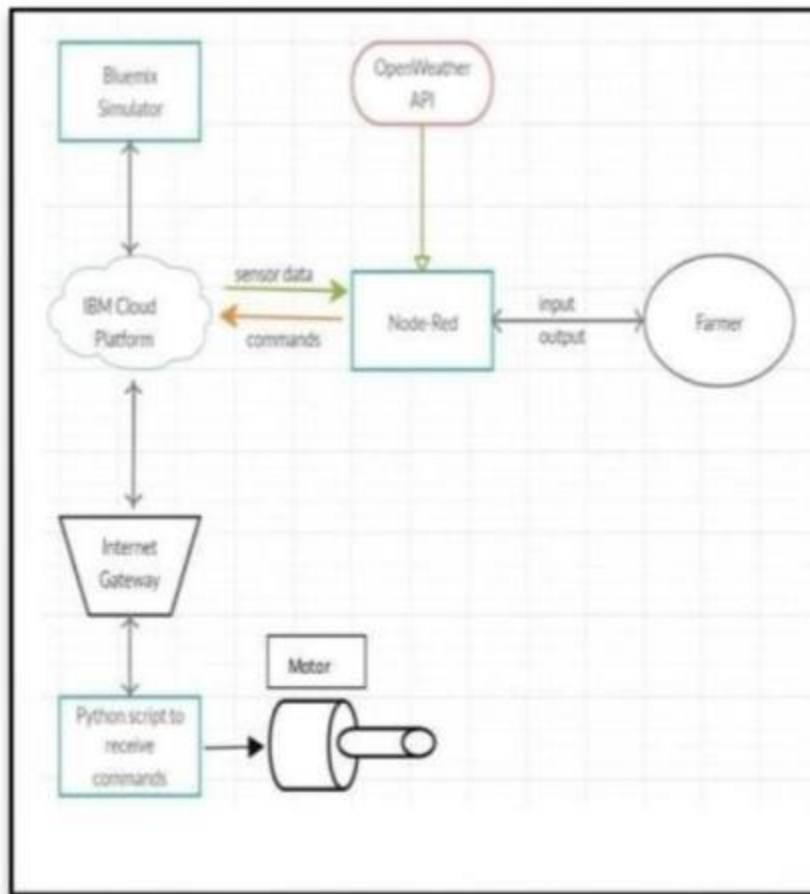 Bluemix
Simulator
OpenWeather
API
IBM Cloud
Platform
sensor data
commands
Node-Red
input
output
Farmer
Internet
Gateway
Motor
Python script to
receive
commands